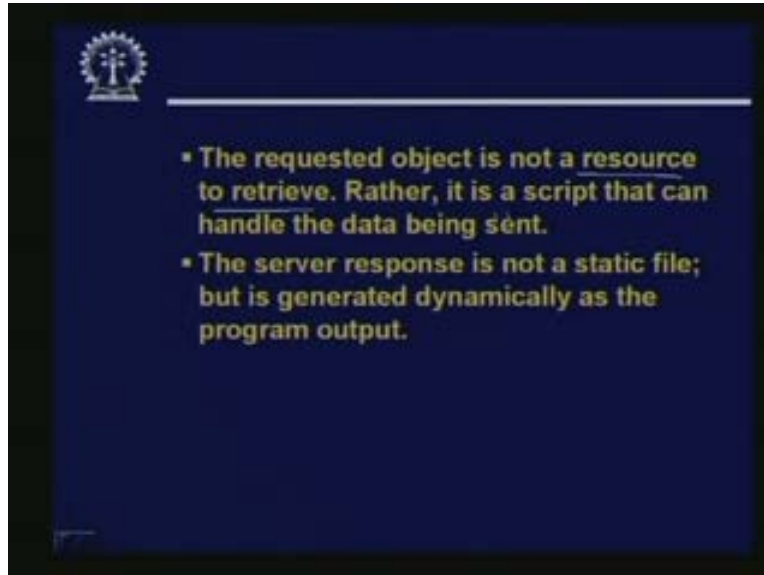 ▪ The requested object is not a resource
to retrieve. Rather, it is a script that can
handle the data being sent.
▪ The server response is not a static file;
but is generated dynamically as the
program output.